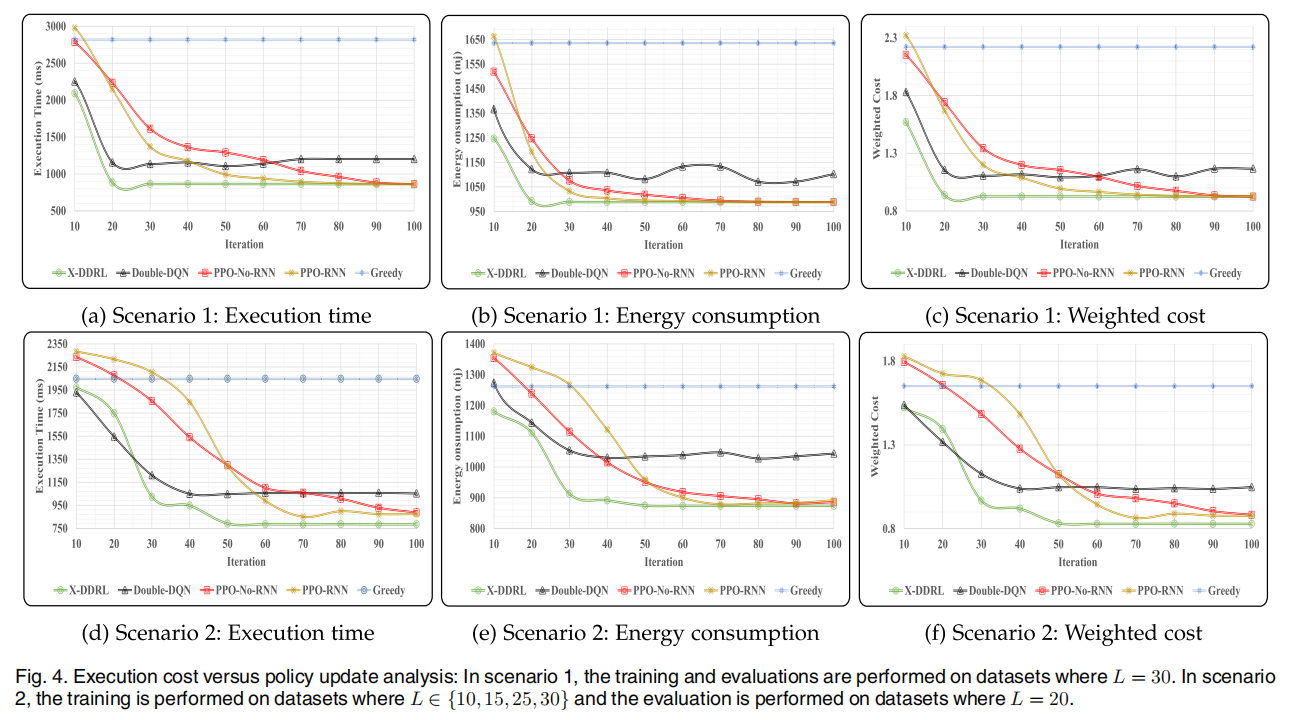 3000
2500
2000
1500
1000
500
Execution Time (ms)
10 20 30 40 50 60 70 80 90 100
Iteration
X-DDRL Double-DQN PPO-No-RNN PPO-RNN Greedy
(a) Scenario 1: Execution time
1650
1550
1450
1350
1250
1150
1050
950
Energy consumption (mj)
10 20 30 40 50 60 70 80 90 100
Iteration
X-DDRL Double-DQN PPO-No-RNN PPO-RNN Greedy
(b) Scenario 1: Energy consumption
2.3
1.8
1.3
0.8
Weighted Cost
10 20 30 40 50 60 70 80 90 100
Iteration
X-DDRL Double-DQN PPO-No-RNN PPO-RNN Greedy
(c) Scenario 1: Weighted cost
2350
2150
1950
1750
1550
1350
1150
950
750
Execution Time (ms)
10 20 30 40 50 60 70 80 90 100
Iteration
X-DDRL Double-DQN PPO-No-RNN PPO-RNN Greedy
(d) Scenario 2: Execution time
1400
1300
1200
1100
1000
900
800
Energy consumption (mj)
10 20 30 40 50 60 70 80 90 100
Iteration
X-DDRL Double-DQN PPO-No-RNN PPO-RNN Greedy
(e) Scenario 2: Energy consumption
1.8
1.3
0.8
Weighted Cost
10 20 30 40 50 60 70 80 90 100
Iteration
X-DDRL Double-DQN PPO-No-RNN PPO-RNN Greedy
(f) Scenario 2: Weighted cost
Fig. 4. Execution cost versus policy update analysis: In scenario 1, the training and evaluations are performed on datasets where L = 30. In scenario
2, the training is performed on datasets where L ∈ {10, 15, 25, 30} and the evaluation is performed on datasets where L = 20.